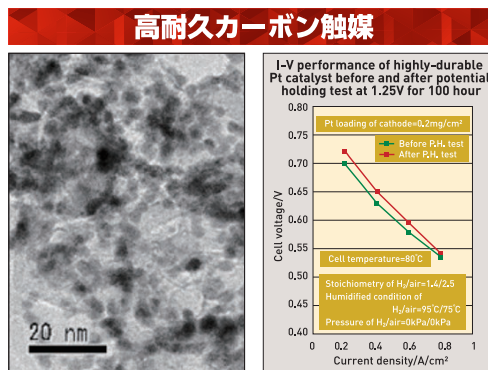 高耐久カーボン触媒
20 nm
I-V performance of highly-durable
Pt catalyst before and after potential
holding test at 1.25V for 100 hour
0.80
Pt loading of cathode=0.2mg/cm²
0.75
Before P.H. test
After P.H. test
0.70
0.65
0.60
0.55
0.50
0.45
0.40
Cell voltage/V
Cell temperature=80℃
Stoichiometry of H₂/air=1.4/2.5
Humidified condition of
H₂/air=95℃/75℃
Pressure of H₂/air=0kPa/0kPa
0 0.2 0.4 0.6 0.8 1
Current density/A/cm²